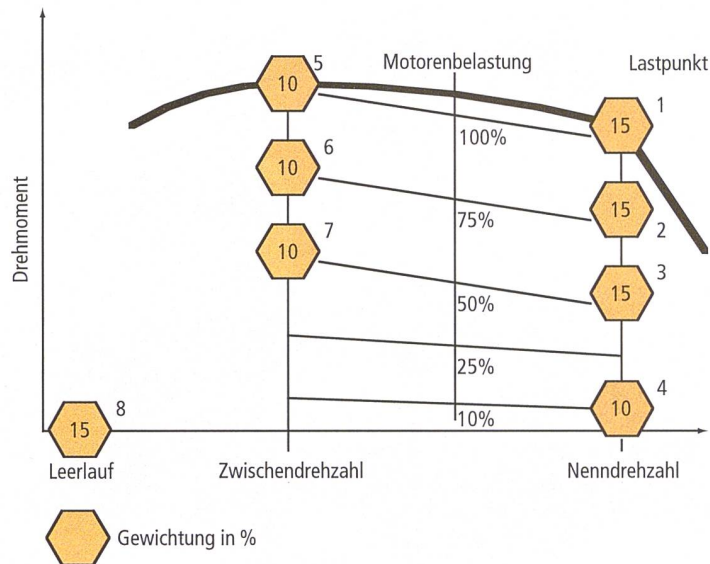 Drehmoment
Motorenbelastung
Lastpunkt
10 5
15 1
100%
10 6
15 2
75%
10 7
15 3
50%
25%
10 4
10%
15 8
Leerlauf
Zwischendrehzahl
Nenndrehzahl
Gewichtung in %